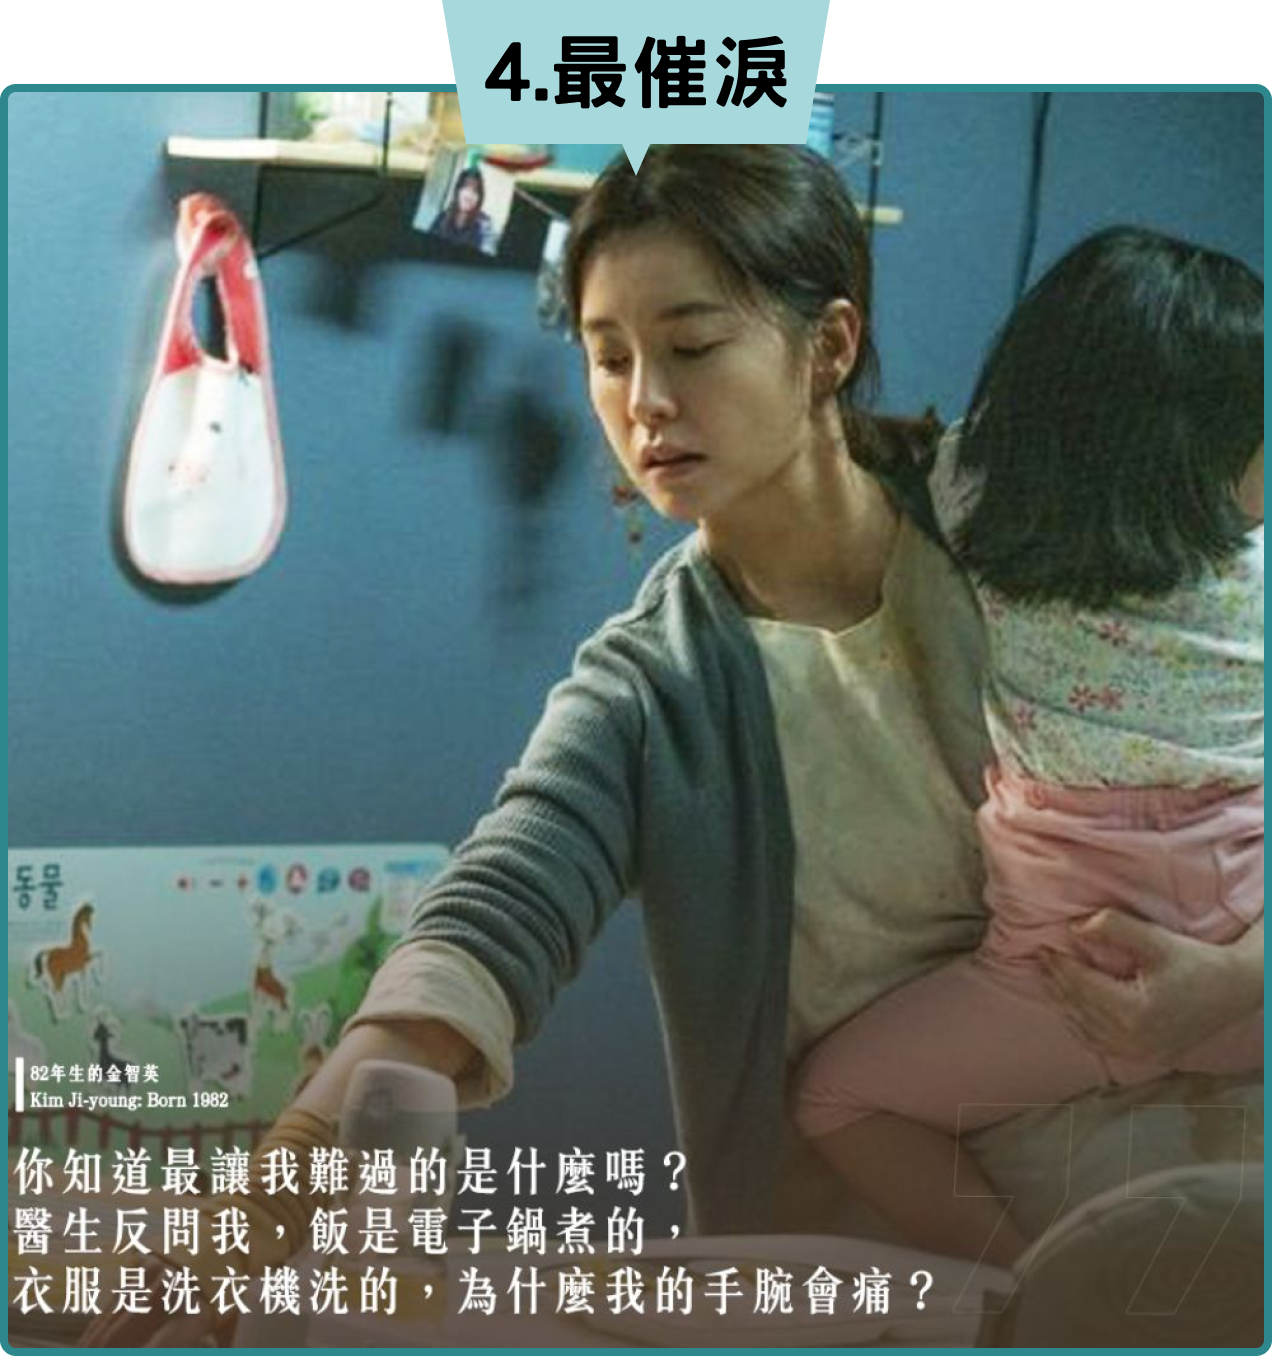 4.最催淚
동물
82年生的金智英
Kim Ji-young: Born 1982
你知道最讓我難過的是什麼嗎？
醫生反問我，飯是電子鍋煮的，
衣服是洗衣機洗的，為什麼我的手腕會痛？